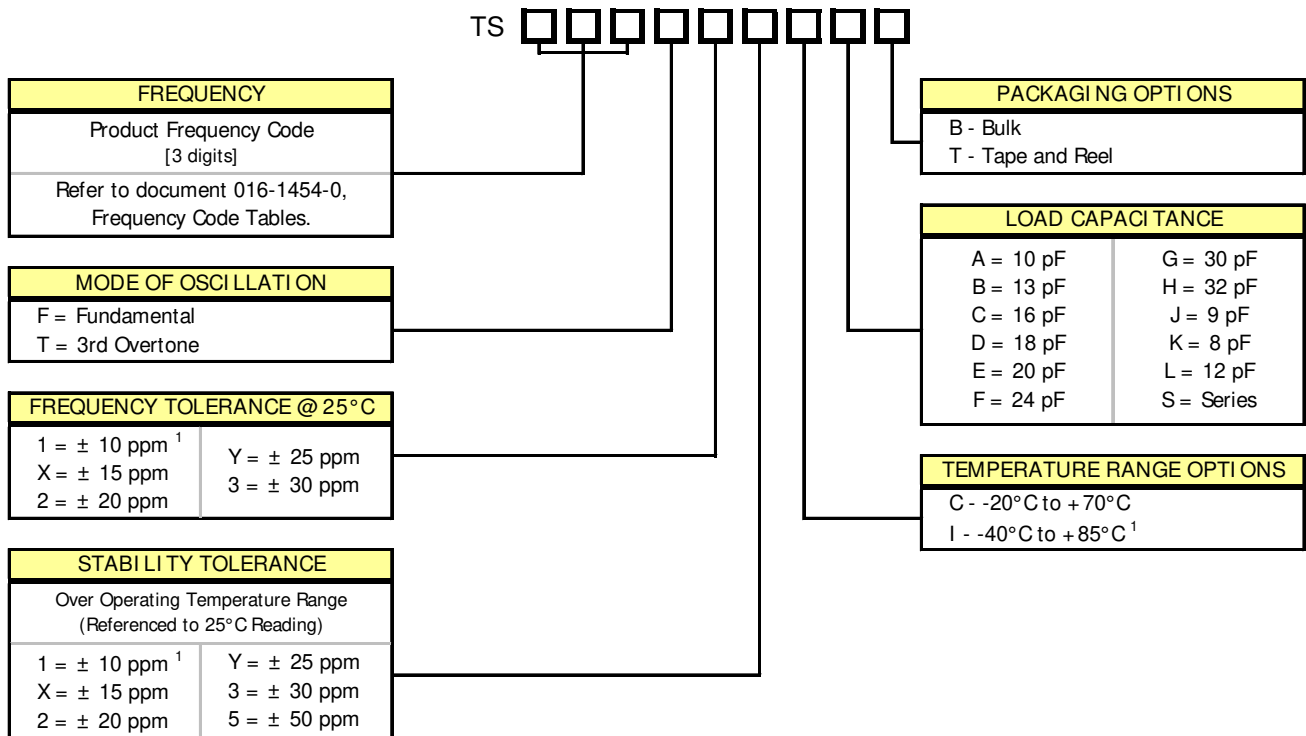 TS
FREQUENCY
Product Frequency Code
[3 digits]
Refer to document 016-1454-0,
Frequency Code Tables.
MODE OF OSCILLATION
F = Fundamental
T = 3rd Overtone
FREQUENCY TOLERANCE @ 25°C
1 = ± 10 ppm 1
X = ± 15 ppm
2 = ± 20 ppm
Y = ± 25 ppm
3 = ± 30 ppm
STABILITY TOLERANCE
Over Operating Temperature Range
(Referenced to 25°C Reading)
1 = ± 10 ppm 1
X = ± 15 ppm
2 = ± 20 ppm
Y = ± 25 ppm
3 = ± 30 ppm
5 = ± 50 ppm
PACKAGING OPTIONS
B - Bulk
T - Tape and Reel
LOAD CAPACITANCE
A = 10 pF
B = 13 pF
C = 16 pF
D = 18 pF
E = 20 pF
F = 24 pF
G = 30 pF
H = 32 pF
J = 9 pF
K = 8 pF
L = 12 pF
S = Series
TEMPERATURE RANGE OPTIONS
C - -20°C to +70°C
I - -40°C to +85°C 1